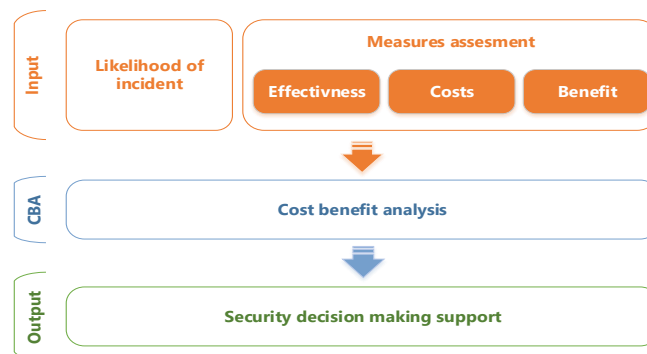 Input
Likelihood of
incident
Measures assesment
Effectivness
Costs
Benefit
CBA
Cost benefit analysis
Output
Security decision making support